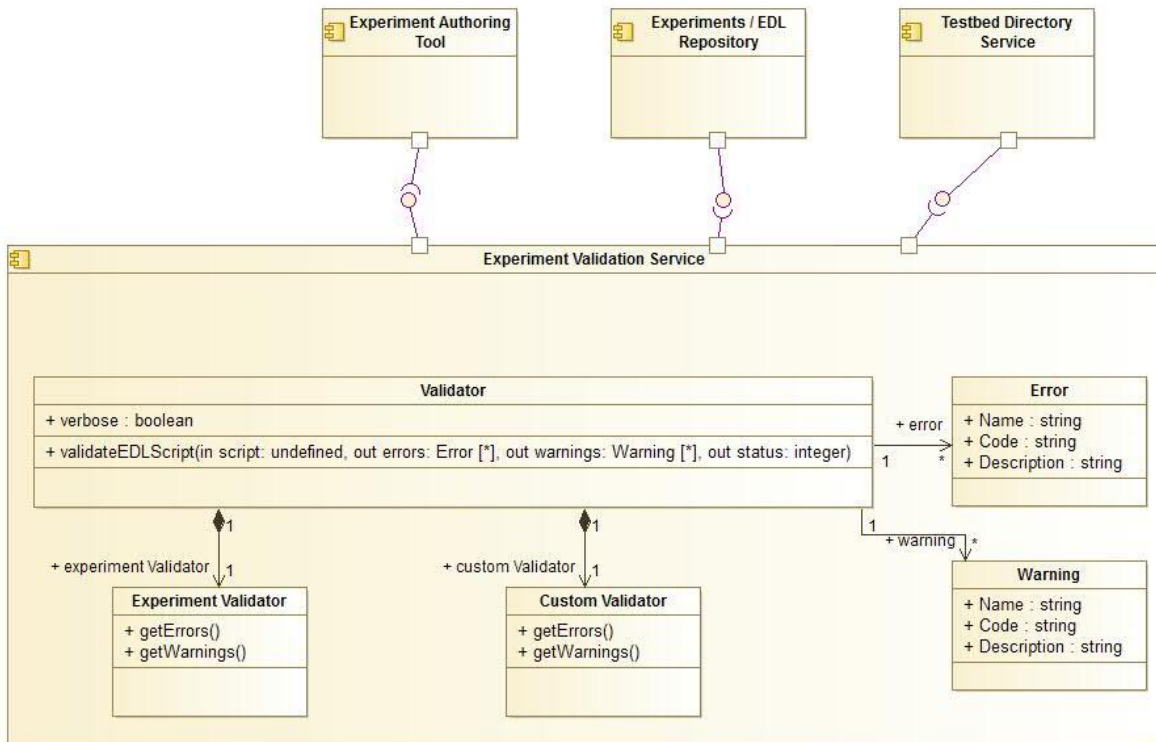 Experiment Authoring
Tool
Experiments / EDL
Repository
Testbed Directory
Service
Experiment Validation Service
Validator
+ verbose : boolean
+ validateEDLScript(in script: undefined, out errors: Error [*], out warnings: Warning [*], out status: integer)
+ error
1
*
Error
+ Name : string
+ Code : string
+ Description : string
1
+ warning
*
Warning
+ Name : string
+ Code : string
+ Description : string
1
+ experiment Validator
1
Experiment Validator
+ getErrors()
+ getWarnings()
1
+ custom Validator
1
Custom Validator
+ getErrors()
+ getWarnings()